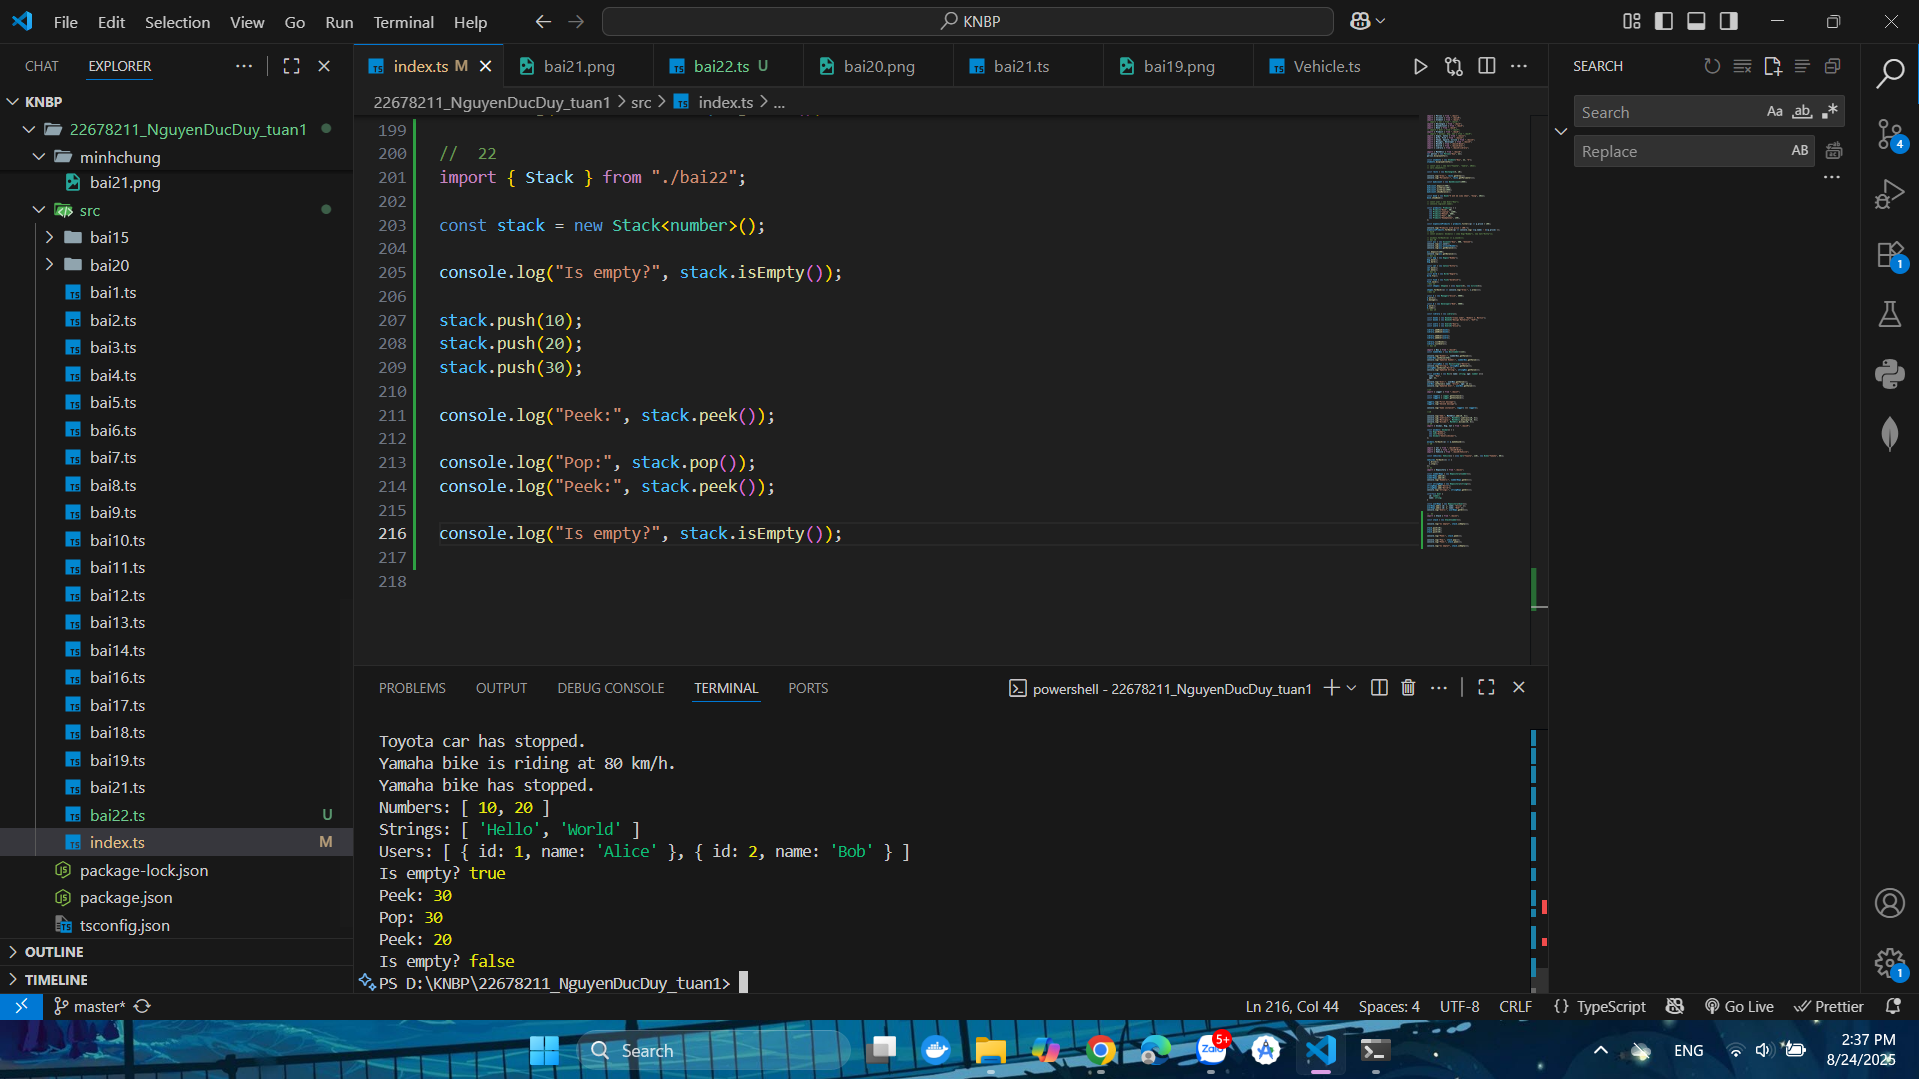 File Edit Selection View Go Run Terminal Help
KNBP
CHAT EXPLORER
KNBP
22678211_NguyenDucDuy_tuan1
minhchung
bai21.png
src
bai15
bai20
bai1.ts
bai2.ts
bai3.ts
bai4.ts
bai5.ts
bai6.ts
bai7.ts
bai8.ts
bai9.ts
bai10.ts
bai11.ts
bai12.ts
bai13.ts
bai14.ts
bai16.ts
bai17.ts
bai18.ts
bai19.ts
bai21.ts
bai22.ts U
index.ts M
package-lock.json
package.json
tsconfig.json
OUTLINE
TIMELINE
index.ts M bai21.png bai22.ts U bai20.png bai21.ts bai19.png Vehicle.ts
22678211_NguyenDucDuy_tuan1 > src > index.ts > ...
199
200 // 22
201 import { Stack } from "./bai22";
202
203 const stack = new Stack<number>();
204
205 console.log("Is empty?", stack.isEmpty());
206
207 stack.push(10);
208 stack.push(20);
209 stack.push(30);
210
211 console.log("Peek:", stack.peek());
212
213 console.log("Pop:", stack.pop());
214 console.log("Peek:", stack.peek());
215
216 console.log("Is empty?", stack.isEmpty());
217
218
PROBLEMS OUTPUT DEBUG CONSOLE TERMINAL PORTS
powershell - 22678211_NguyenDucDuy_tuan1
Toyota car has stopped.
Yamaha bike is riding at 80 km/h.
Yamaha bike has stopped.
Numbers: [ 10, 20 ]
Strings: [ 'Hello', 'World' ]
Users: [ { id: 1, name: 'Alice' }, { id: 2, name: 'Bob' } ]
Is empty? true
Peek: 30
Pop: 30
Peek: 20
Is empty? false
PS D:\KNBP\22678211_NguyenDucDuy_tuan1>
SEARCH
Search Aa ab .*
Replace AB
...
4
1
1
master*
Ln 216, Col 44 Spaces: 4 UTF-8 CRLF {} TypeScript Go Live Prettier
Search
Zalo 5+
ENG
2:37 PM
8/24/2025